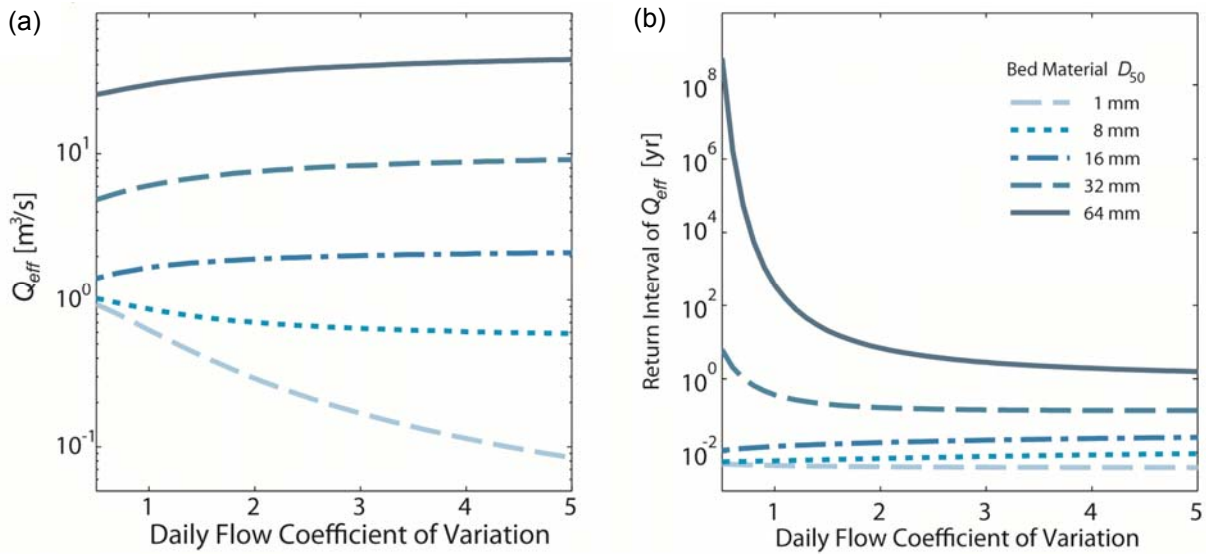 (a)
Q_eff [m³/s]
10¹
10⁰
10⁻¹
1 2 3 4 5
Daily Flow Coefficient of Variation
(b)
Return Interval of Q_eff [yr]
10⁸
10⁶
10⁴
10²
10⁰
10⁻²
Bed Material D₅₀
1 mm
8 mm
16 mm
32 mm
64 mm
1 2 3 4 5
Daily Flow Coefficient of Variation